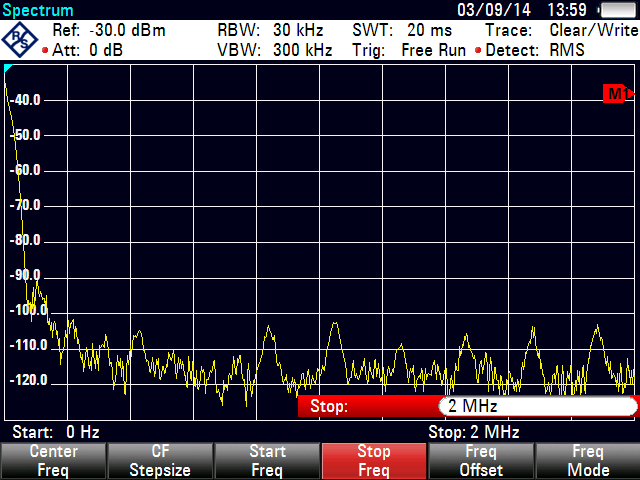 Spectrum 03/09/14 13:59
Ref: -30.0 dBm RBW: 30 kHz SWT: 20 ms Trace: Clear/Write
Att: 0 dB VBW: 300 kHz Trig: Free Run Detect: RMS
R S
M1
-40.0
-50.0
-60.0
-70.0
-80.0
-90.0
-100.0
-110.0
-120.0
Stop: 2 MHz
Start: 0 Hz Stop: 2 MHz
Center Freq
CF Stepsize
Start Freq
Stop Freq
Freq Offset
Freq Mode